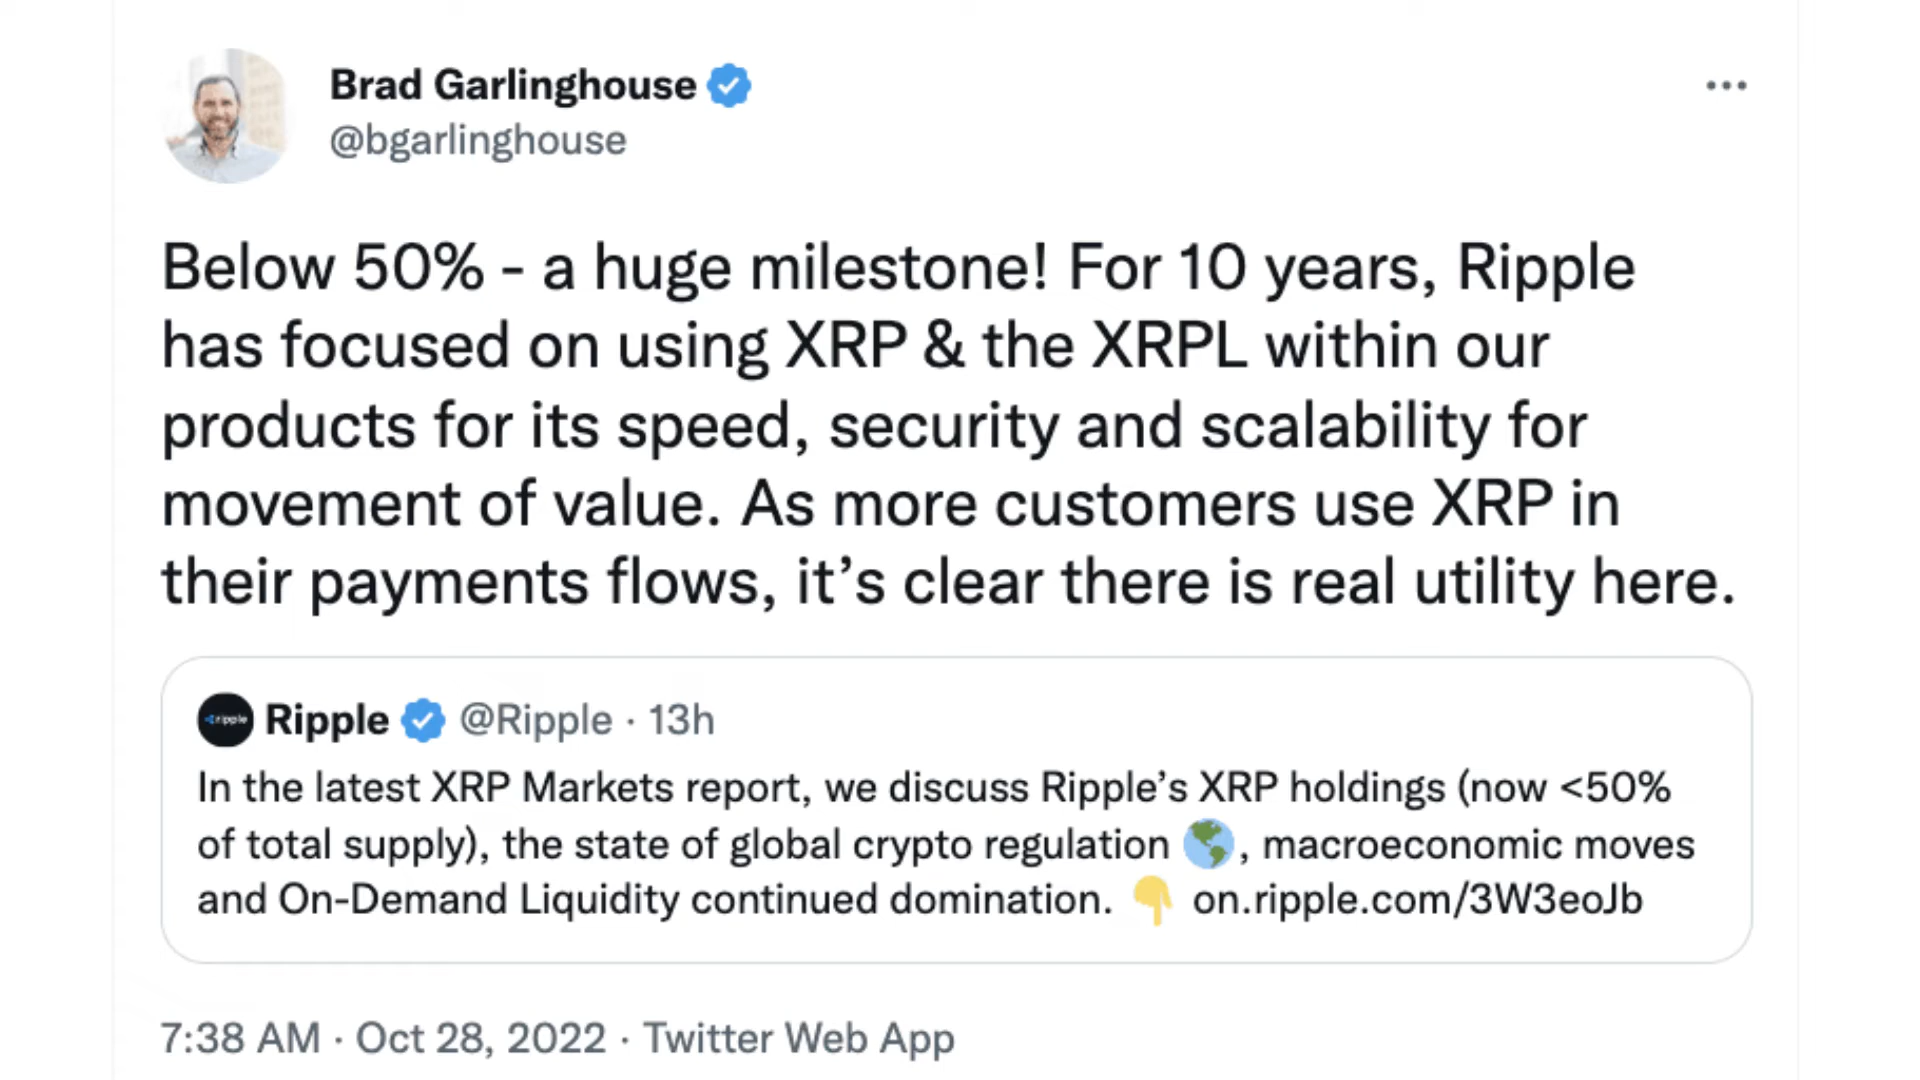 Brad Garlinghouse
@bgarlinghouse
Below 50% - a huge milestone! For 10 years, Ripple
has focused on using XRP & the XRPL within our
products for its speed, security and scalability for
movement of value. As more customers use XRP in
their payments flows, it’s clear there is real utility here.
ripple
Ripple @Ripple · 13h
In the latest XRP Markets report, we discuss Ripple’s XRP holdings (now <50%
of total supply), the state of global crypto regulation 🌎, macroeconomic moves
and On-Demand Liquidity continued domination. 👇 on.ripple.com/3W3eoJb
7:38 AM · Oct 28, 2022 · Twitter Web App